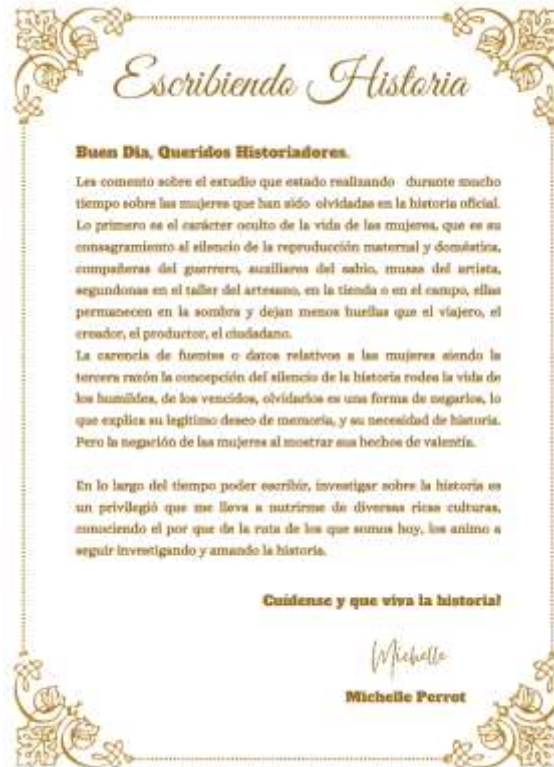 Escribiendo Historia
Buen Día, Queridos Historiadores.
Les comento sobre el estudio que estado realizando durante mucho
tiempo sobre las mujeres que han sido olvidadas en la historia oficial.
Lo primero es el carácter oculto de la vida de las mujeres, que es su
consagramiento al silencio de la reproducción maternal y doméstica,
compañeras del guerrero, auxiliares del sabio, musas del artista,
segundonas en el taller del artesano, en la tienda o en el campo, ellas
permanecen en la sombra y dejan menos huellas que el viajero, el
creador, el productor, el ciudadano.
La carencia de fuentes o datos relativos a las mujeres siendo la
tercera razón la concepción del silencio de la historia rodea la vida de
los humildes, de los vencidos, olvidarlos es una forma de negarlos, lo
que explica su legítimo deseo de memoria, y su necesidad de historia.
Pero la negación de las mujeres al mostrar sus hechos de valentía.
En lo largo del tiempo poder escribir, investigar sobre la historia es
un privilegió que me lleva a nutrirme de diversas ricas culturas,
conociendo el por que de la ruta de los que somos hoy, los animo a
seguir investigando y amando la historia.
Cuídense y que viva la historia!
Michelle
Michelle Perrot